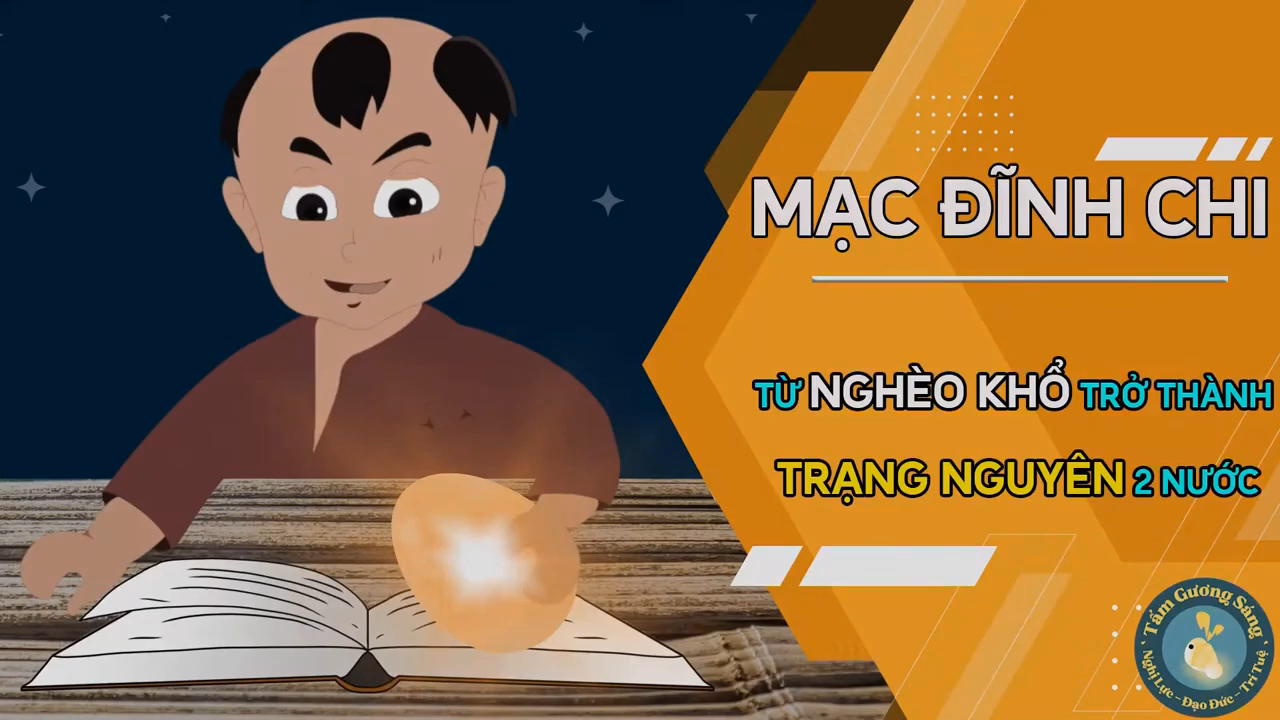 MẠC ĐĨNH CHI
TỪ NGHÈO KHỔ TRỞ THÀNH
TRẠNG NGUYÊN 2 NƯỚC
Tấm Gương Sáng
Nghị Lực - Đạo Đức - Trí Tuệ